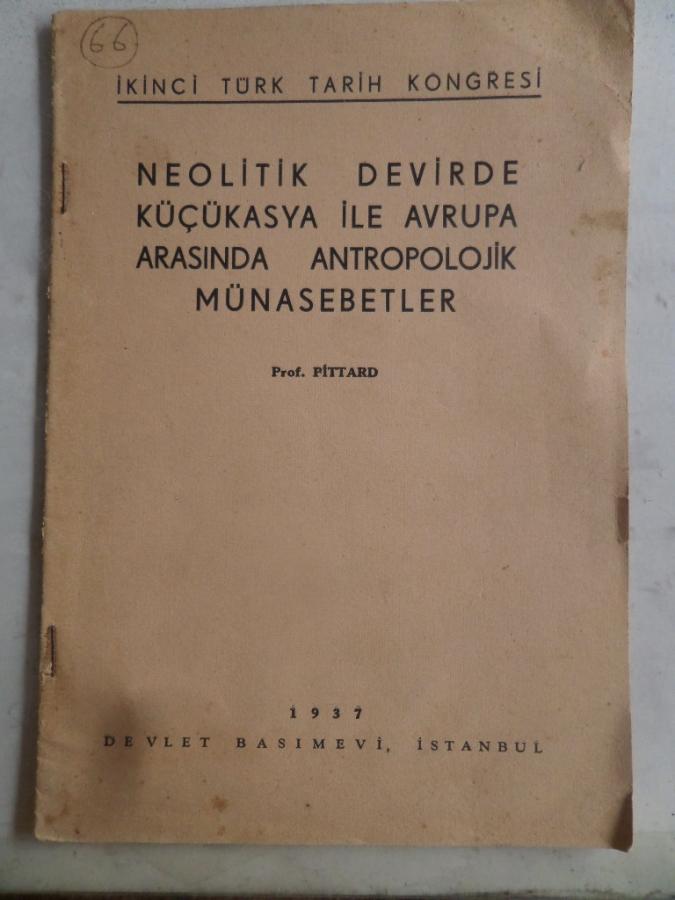 66
İKİNCİ TÜRK TARİH KONGRESİ
NEOLİTİK DEVİRDE
KÜÇÜKASYA İLE AVRUPA
ARASINDA ANTROPOLOJİK
MÜNASEBETLER
Prof. PİTTARD
1937
DEVLET BASIMEVİ, İSTANBUL